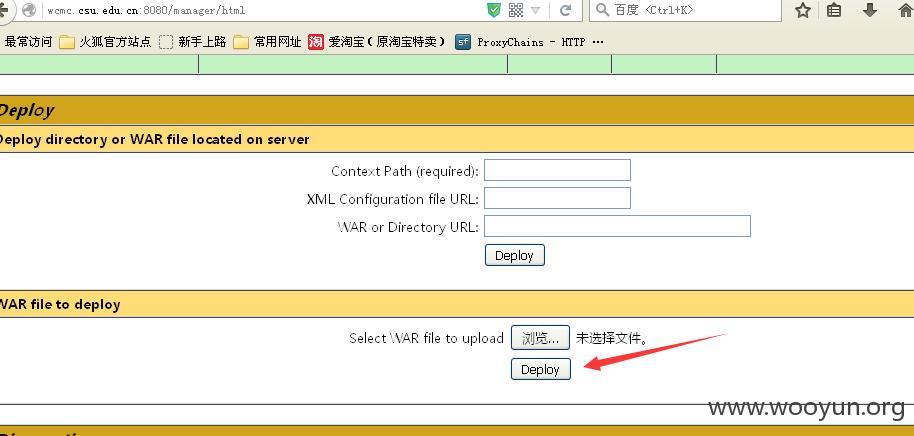 wcmc.csu.edu.cn:8080/manager/html
百度 <Ctrl+K>
最常访问 火狐官方站点 新手上路 常用网址 爱淘宝（原淘宝特卖） ProxyChains - HTTP ...
Deploy
Deploy directory or WAR file located on server
Context Path (required):
XML Configuration file URL:
WAR or Directory URL:
Deploy
WAR file to deploy
Select WAR file to upload 浏览... 未选择文件。
Deploy
www.wooyun.org